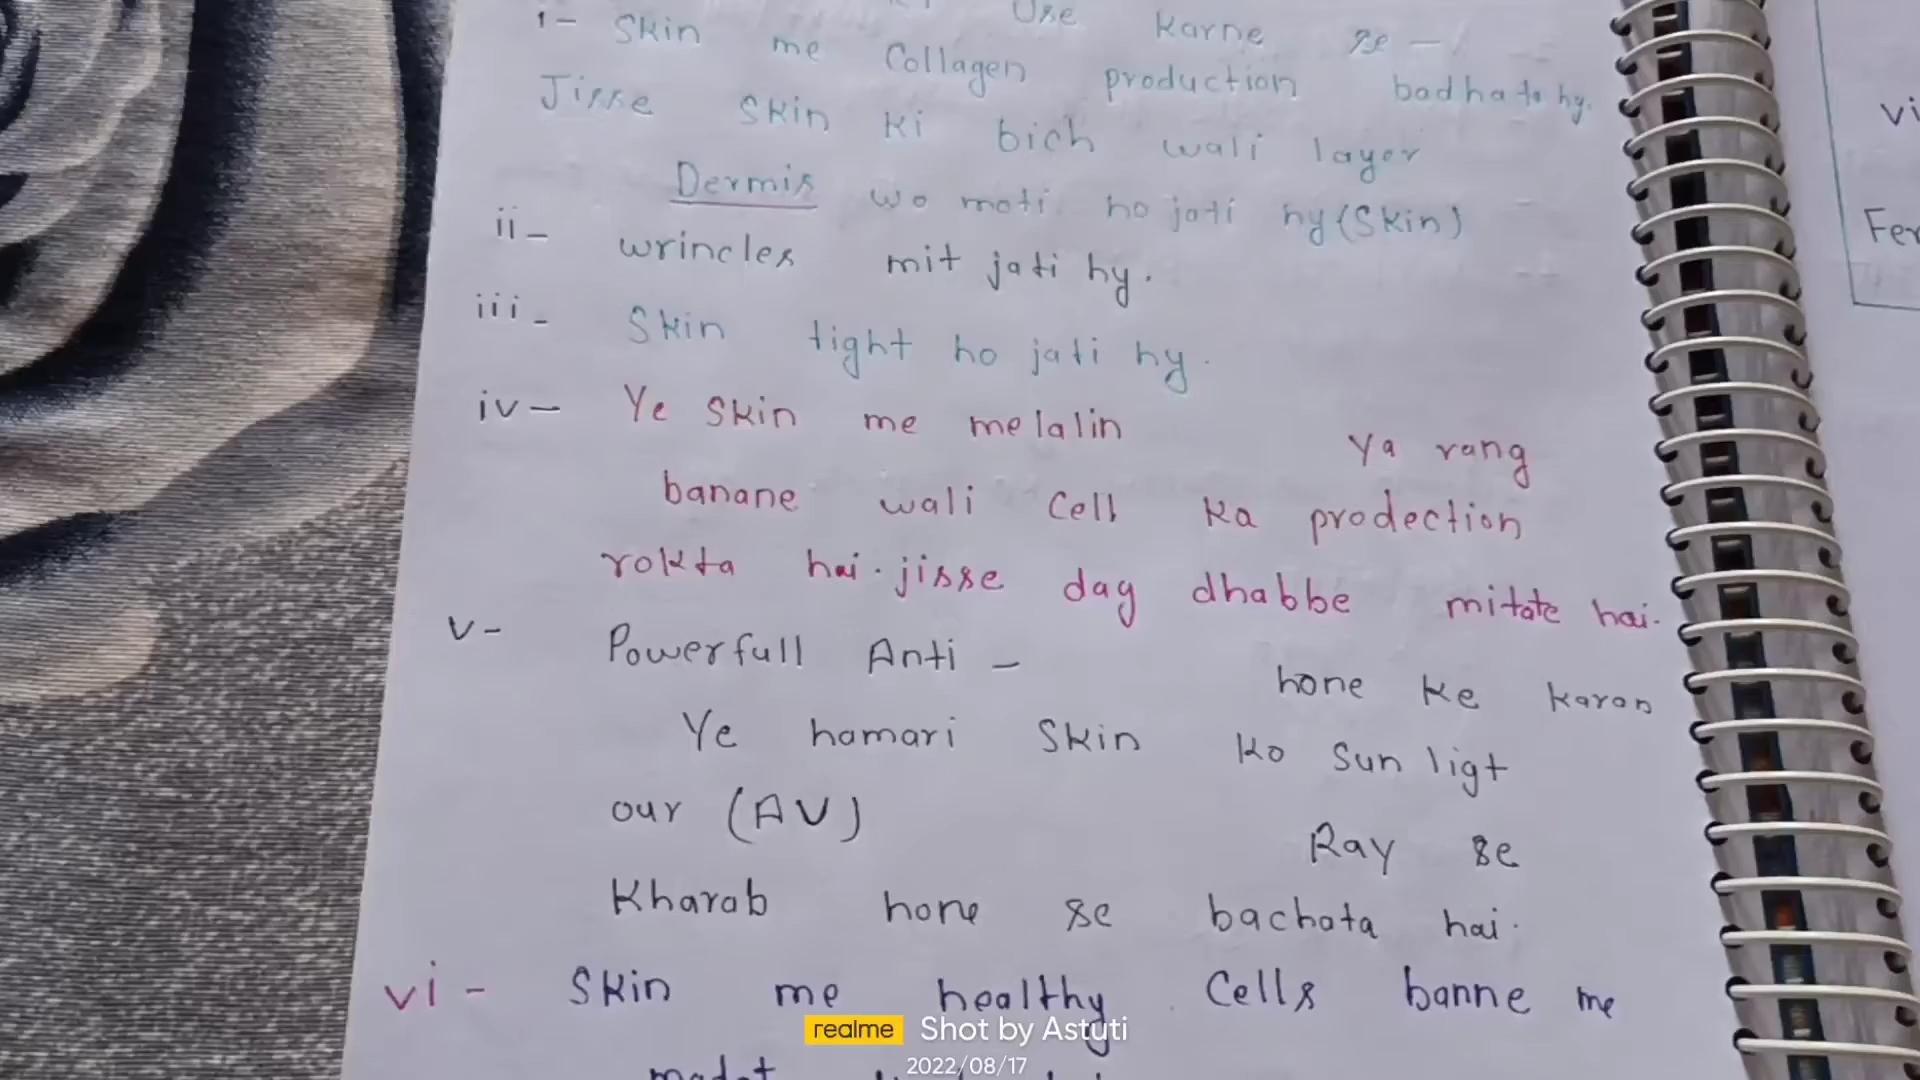 Use karne se -
i- Skin me Collagen production badhata hy.
Jisse skin ki bich wali layer
Dermis wo moti ho jati hy (Skin)
ii- wrincles mit jati hy.
iii- Skin tight ho jati hy.
iv- Ye skin me melalin ya rang
banane wali Cell ka prodection
rokta hai. jisse dag dhabbe mitate hai.
v- Powerfull Anti - hone ke karan
Ye hamari skin ko sun ligt
our (AV) Ray se
Kharab hone se bachata hai.
vi- Skin me healthy Cells banne me
madat
vi
Fer
realme Shot by Astuti
2022/08/17